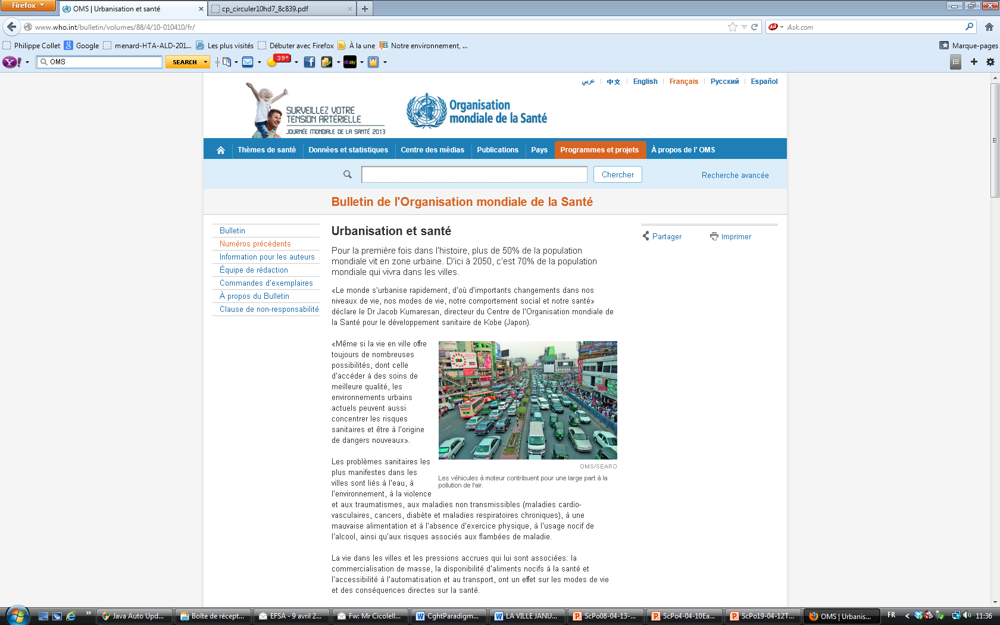 Firefox
OMS | Urbanisation et santé
cp_circuler10hd7_8c839.pdf
www.who.int/bulletin/volumes/88/4/10-010410/fr/
Ask
Ask.com
Philippe Collet
Google
menard-HTA-ALD-201...
Les plus visités
Débuter avec Firefox
À la une
RES
Notre environnement, ...
Marque-pages
Y!
OMS
SEARCH
39°
ebay
عربي
中文
English
Français
Русский
Español
SURVEILLEZ VOTRE
TENSION ARTÉRIELLE
JOURNÉE MONDIALE DE LA SANTÉ 2013
Organisation
mondiale de la Santé
Thèmes de santé
Données et statistiques
Centre des médias
Publications
Pays
Programmes et projets
À propos de l' OMS
Chercher
Recherche avancée
Bulletin de l'Organisation mondiale de la Santé
Bulletin
Numéros précédents
Information pour les auteurs
Équipe de rédaction
Commandes d'exemplaires
À propos du Bulletin
Clause de non-responsabilité
Urbanisation et santé
Partager
Imprimer
Pour la première fois dans l'histoire, plus de 50% de la population
mondiale vit en zone urbaine. D'ici à 2050, c'est 70% de la population
mondiale qui vivra dans les villes.
«Le monde s'urbanise rapidement, d'où d'importants changements dans nos
niveaux de vie, nos modes de vie, notre comportement social et notre santé»
déclare le Dr Jacob Kumaresan, directeur du Centre de l'Organisation mondiale de
la Santé pour le développement sanitaire de Kobe (Japon).
«Même si la vie en ville offre
toujours de nombreuses
possibilités, dont celle
d'accéder à des soins de
meilleure qualité, les
environnements urbains
actuels peuvent aussi
concentrer les risques
sanitaires et être à l'origine
de dangers nouveaux».
OMS/SEARO
Les véhicules à moteur contribuent pour une large part à la
pollution de l'air.
Les problèmes sanitaires les
plus manifestes dans les
villes sont liés à l'eau, à
l'environnement, à la violence
et aux traumatismes, aux maladies non transmissibles (maladies cardio-
vasculaires, cancers, diabète et maladies respiratoires chroniques), à une
mauvaise alimentation et à l'absence d'exercice physique, à l'usage nocif de
l'alcool, ainsi qu'aux risques associés aux flambées de maladie.
La vie dans les villes et les pressions accrues qui lui sont associées: la
commercialisation de masse, la disponibilité d'aliments nocifs à la santé et
l'accessibilité à l'automatisation et au transport, ont un effet sur les modes de vie
et des conséquences directes sur la santé.
Java Auto Upd...
Boîte de récept...
EFSA - 9 avril 2...
Fw: Mr Cicolell...
CghtParadigm...
LA VILLE JANU...
ScPo08-04-13-...
ScPo4-04-10Ea...
ScPo19-04-12T...
OMS | Urbanis...
FR
11:36